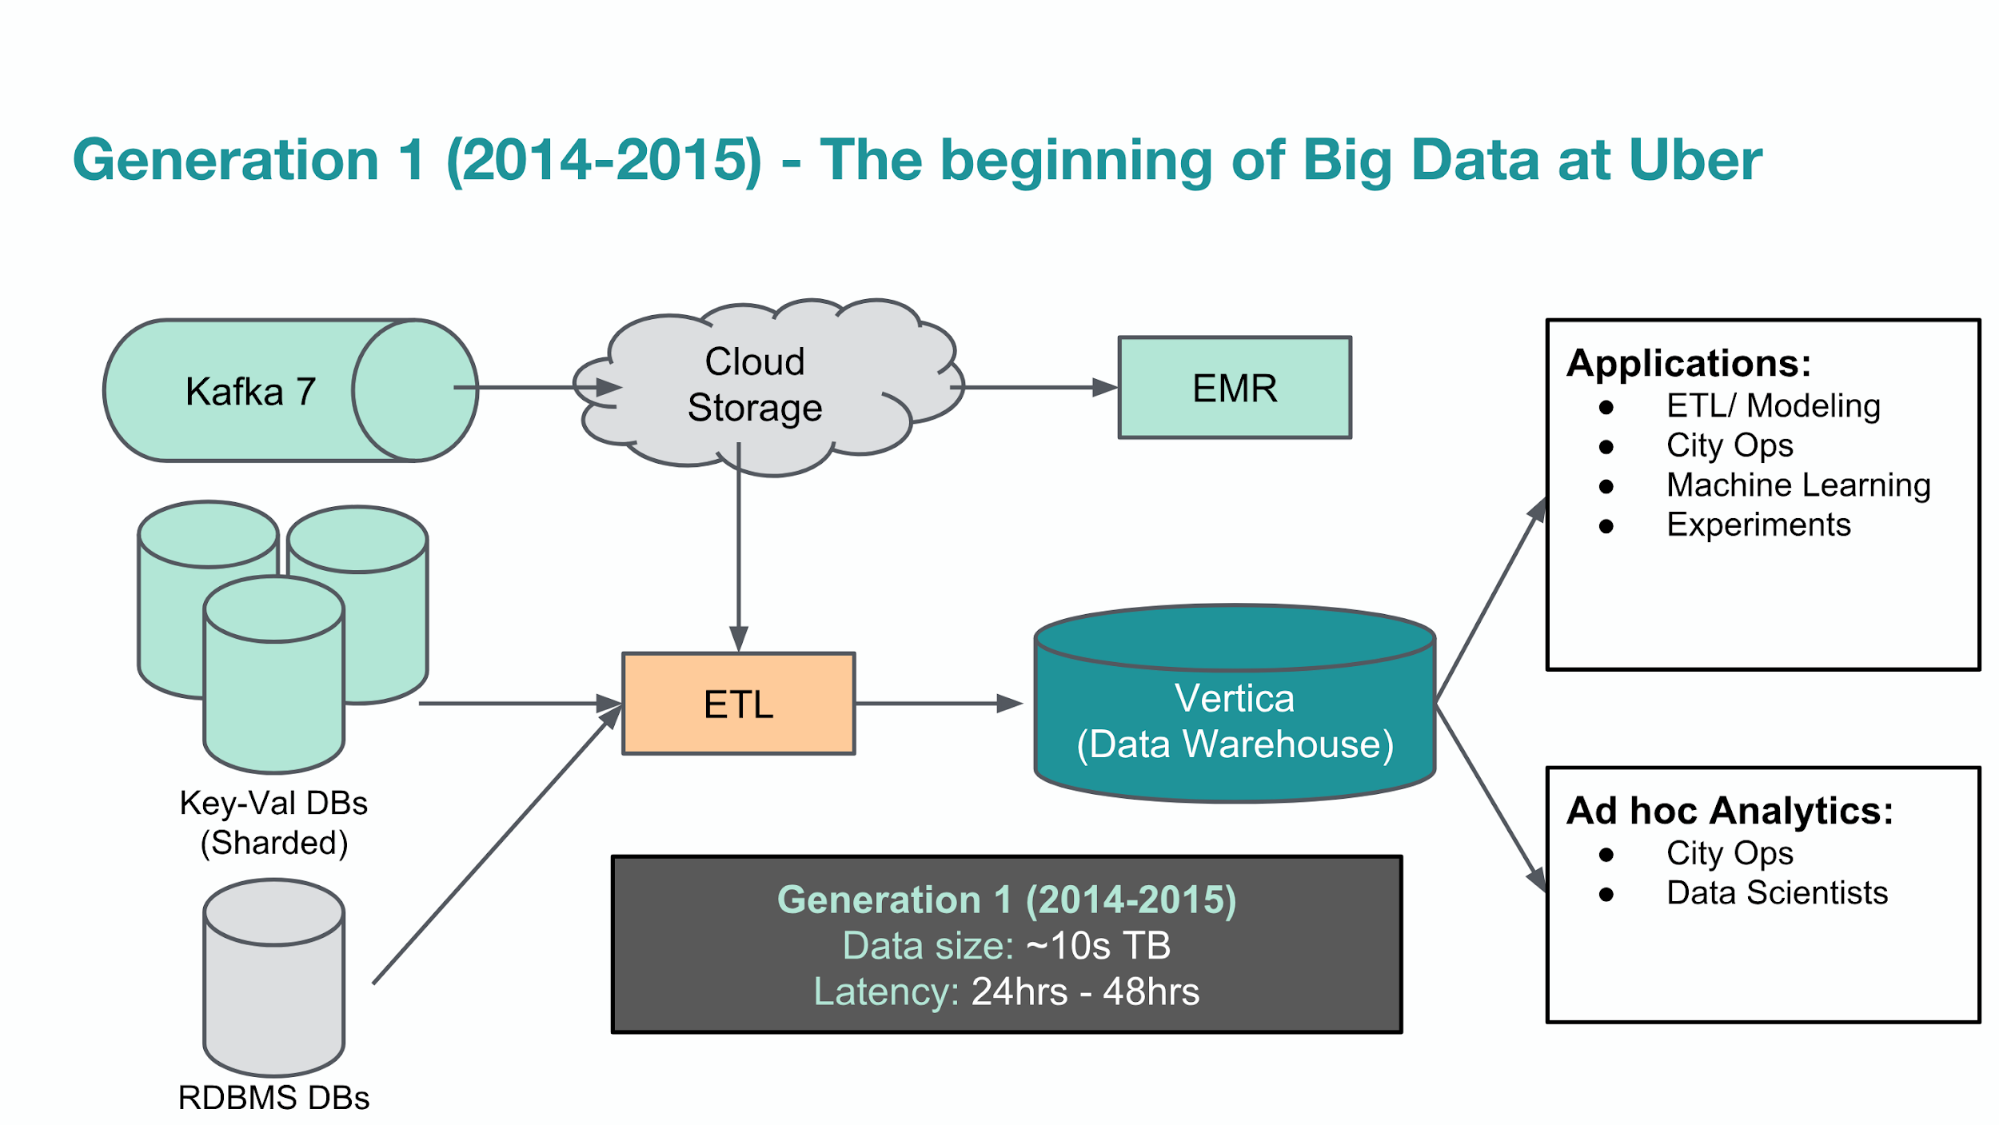 Generation 1 (2014-2015) - The beginning of Big Data at Uber
Kafka 7
Cloud
Storage
EMR
Key-Val DBs
(Sharded)
RDBMS DBs
ETL
Vertica
(Data Warehouse)
Applications:
● ETL/ Modeling
● City Ops
● Machine Learning
● Experiments
Ad hoc Analytics:
● City Ops
● Data Scientists
Generation 1 (2014-2015)
Data size: ~10s TB
Latency: 24hrs - 48hrs